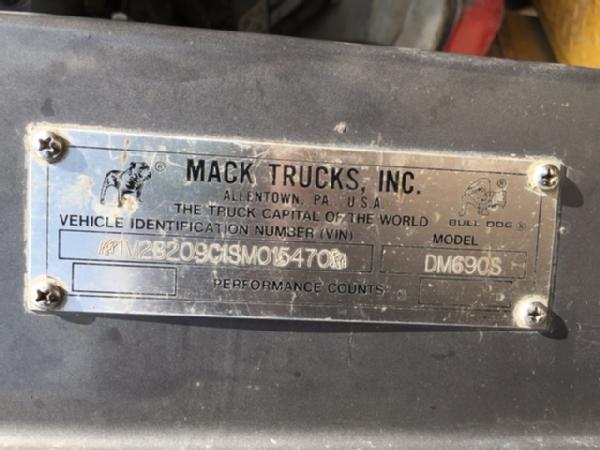 MACK TRUCKS, INC.
ALLENTOWN, PA U.S.A.
THE TRUCK CAPITAL OF THE WORLD
BULL DOG ®
VEHICLE IDENTIFICATION NUMBER (VIN)
MODEL
1M2B209C1SM015470
DM690S
PERFORMANCE COUNTS